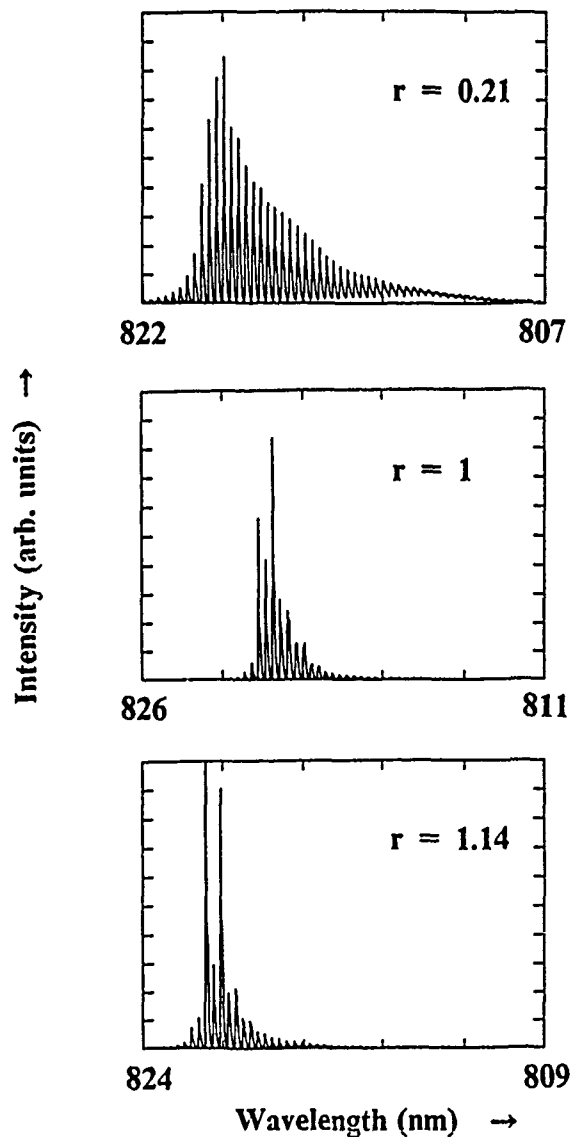 r = 0.21
822 807
r = 1
826 811
r = 1.14
824 809
Intensity (arb. units) →
Wavelength (nm) →